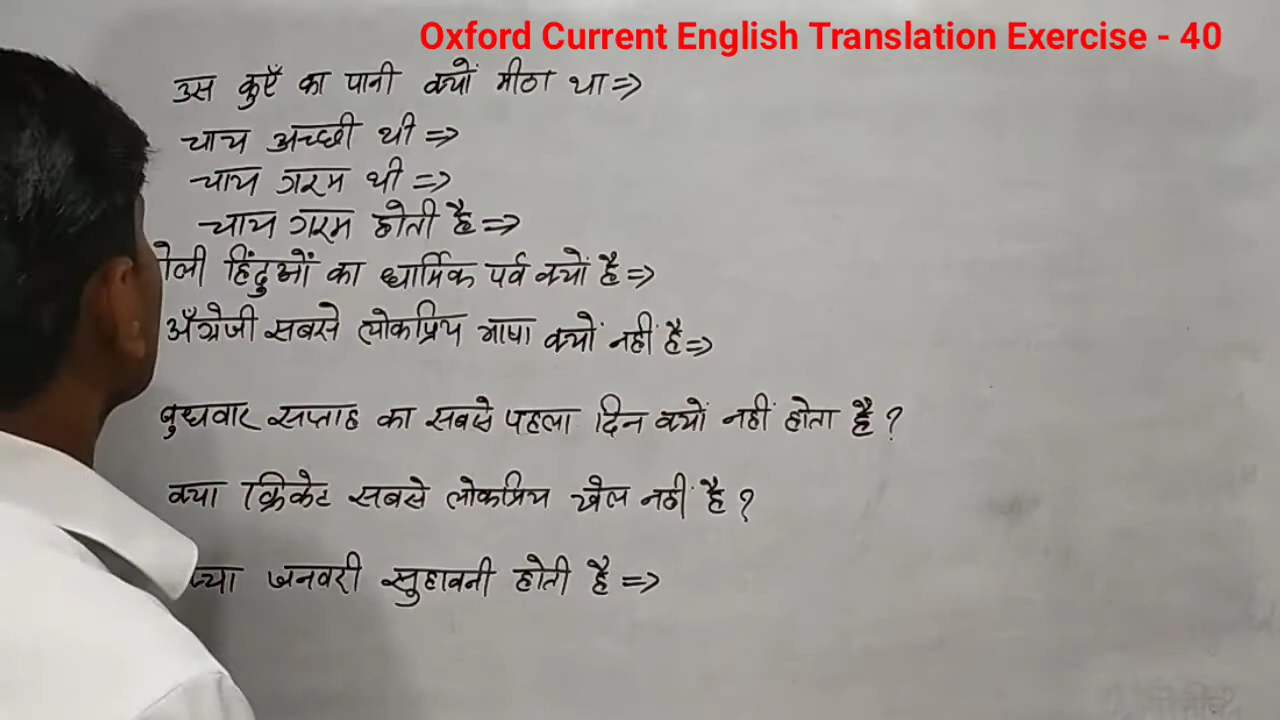 Oxford Current English Translation Exercise - 40
उस कुएँ का पानी क्यों मीठा था =>
चाय अच्छी थी =>
चाय गरम थी =>
चाय गरम होती है =>
हिंदुओं का धार्मिक पर्व क्यों है =>
अँग्रेजी सबसे लोकप्रिय भाषा क्यों नहीं है =>
बुधवार सप्ताह का सबसे पहला दिन क्यों नहीं होता है ?
क्या क्रिकेट सबसे लोकप्रिय खेल नहीं है ?
क्या जनवरी सुहावनी होती है =>